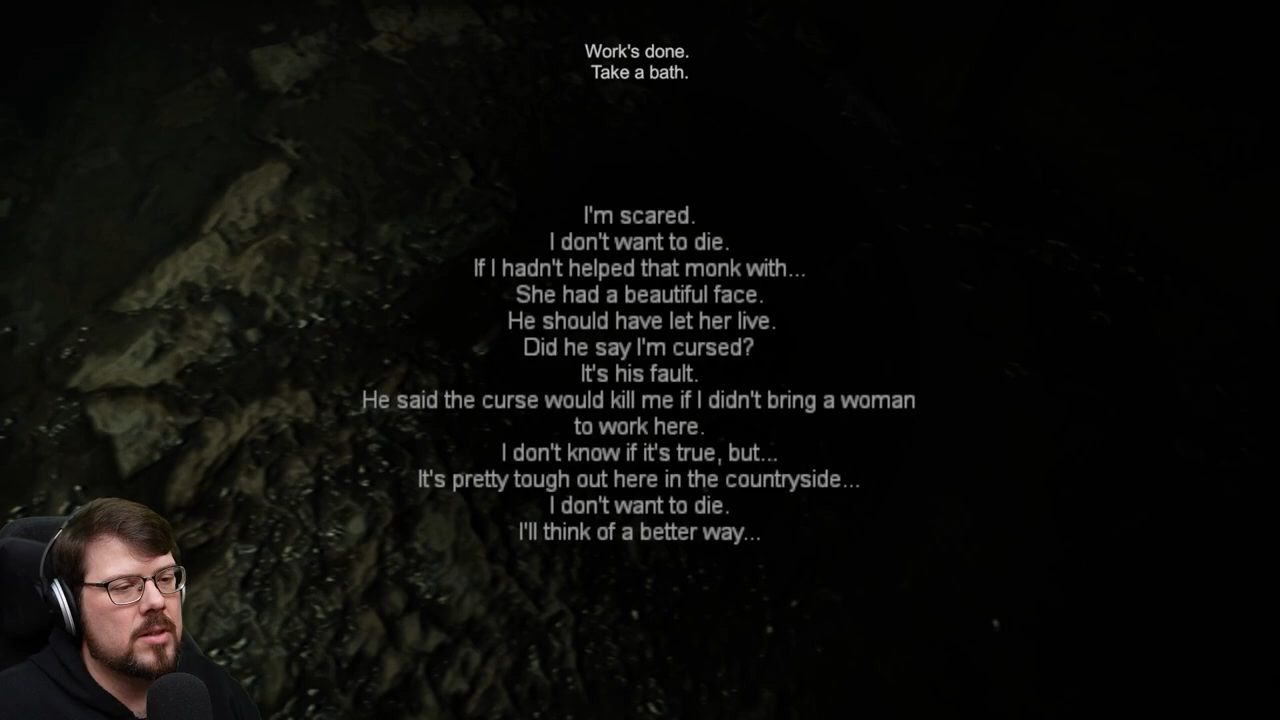 Work's done.
Take a bath.
I'm scared.
I don't want to die.
If I hadn't helped that monk with...
She had a beautiful face.
He should have let her live.
Did he say I'm cursed?
It's his fault.
He said the curse would kill me if I didn't bring a woman
to work here.
I don't know if it's true, but...
It's pretty tough out here in the countryside...
I don't want to die.
I'll think of a better way...